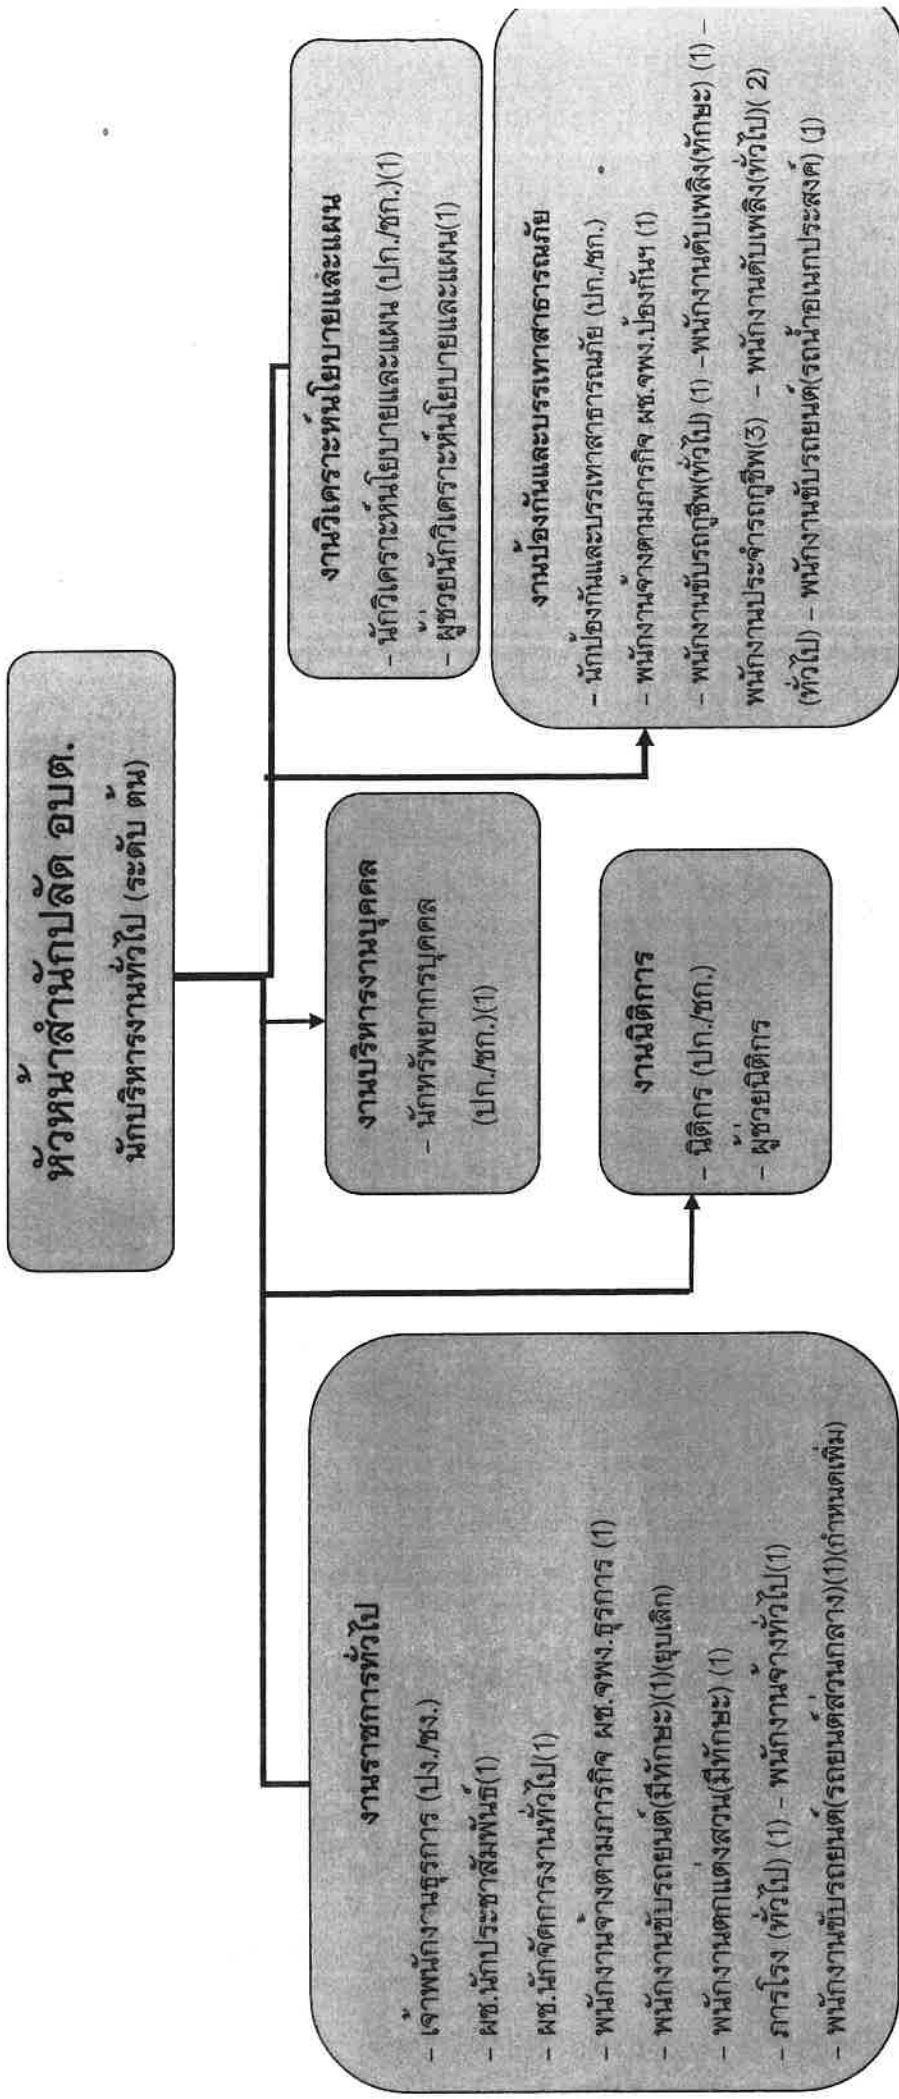 หัวหน้าสำนักปลัด อบต.
นักบริหารงานทั่วไป (ระดับ ต้น)
งานราชการทั่วไป
- เจ้าพนักงานธุรการ (ปง./ชง.)
- ผช.นักประชาสัมพันธ์(1)
- ผช.นักจัดการงานทั่วไป(1)
- พนักงานจ้างตามภารกิจ ผช.จพง.ธุรการ (1)
- พนักงานขับรถยนต์(มีทักษะ)(1)(ยุบเลิก)
- พนักงานตกแต่งสวน(มีทักษะ) (1)
- ภารโรง (ทั่วไป) (1) - พนักงานจ้างทั่วไป(1)
- พนักงานขับรถยนต์(รถยนต์ส่วนกลาง)(1)(กำหนดเพิ่ม)
งานบริหารงานบุคคล
- นักทรัพยากรบุคคล
(ปก./ชก.)(1)
งานนิติการ
- นิติกร (ปก./ชก.)
- ผู้ช่วยนิติกร
งานวิเคราะห์นโยบายและแผน
- นักวิเคราะห์นโยบายและแผน (ปก./ชก.)(1)
- ผู้ช่วยนักวิเคราะห์นโยบายและแผน(1)
งานป้องกันและบรรเทาสาธารณภัย
- นักป้องกันและบรรเทาสาธารณภัย (ปก./ชก.)
- พนักงานจ้างตามภารกิจ ผช.จพง.ป้องกันฯ (1)
- พนักงานขับรถกู้ชีพ(ทั่วไป) (1) -พนักงานดับเพลิง(ทักษะ) (1) -
พนักงานประจำรถกู้ชีพ(3) - พนักงานดับเพลิง(ทั่วไป)( 2)
(ทั่วไป) - พนักงานขับรถยนต์(รถน้ำอเนกประสงค์) (1)